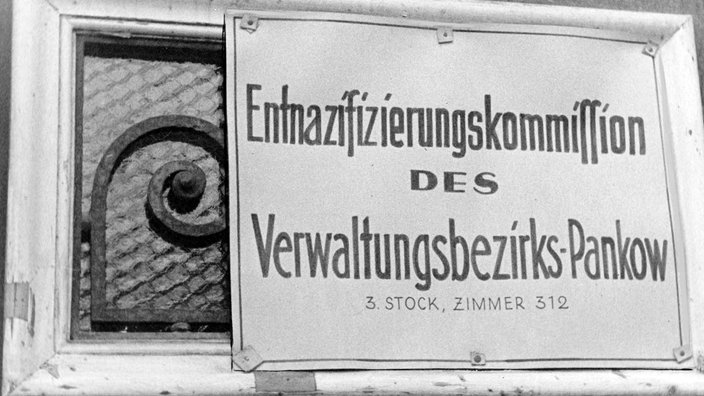 Entnazifizierungskommiſſion
DES
Verwaltungsbezirks-Pankow
3. STOCK, ZIMMER 312